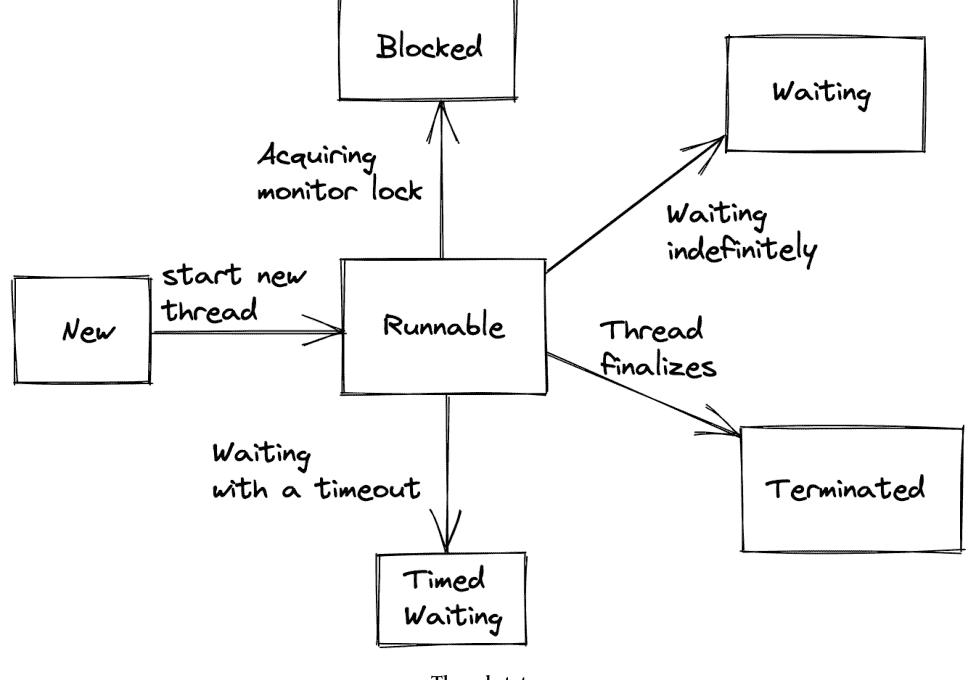 Blocked
Waiting
Acquiring
monitor lock
Waiting
indefinitely
start new
thread
New
Runnable
Thread
finalizes
Waiting
with a timeout
Terminated
Timed
Waiting